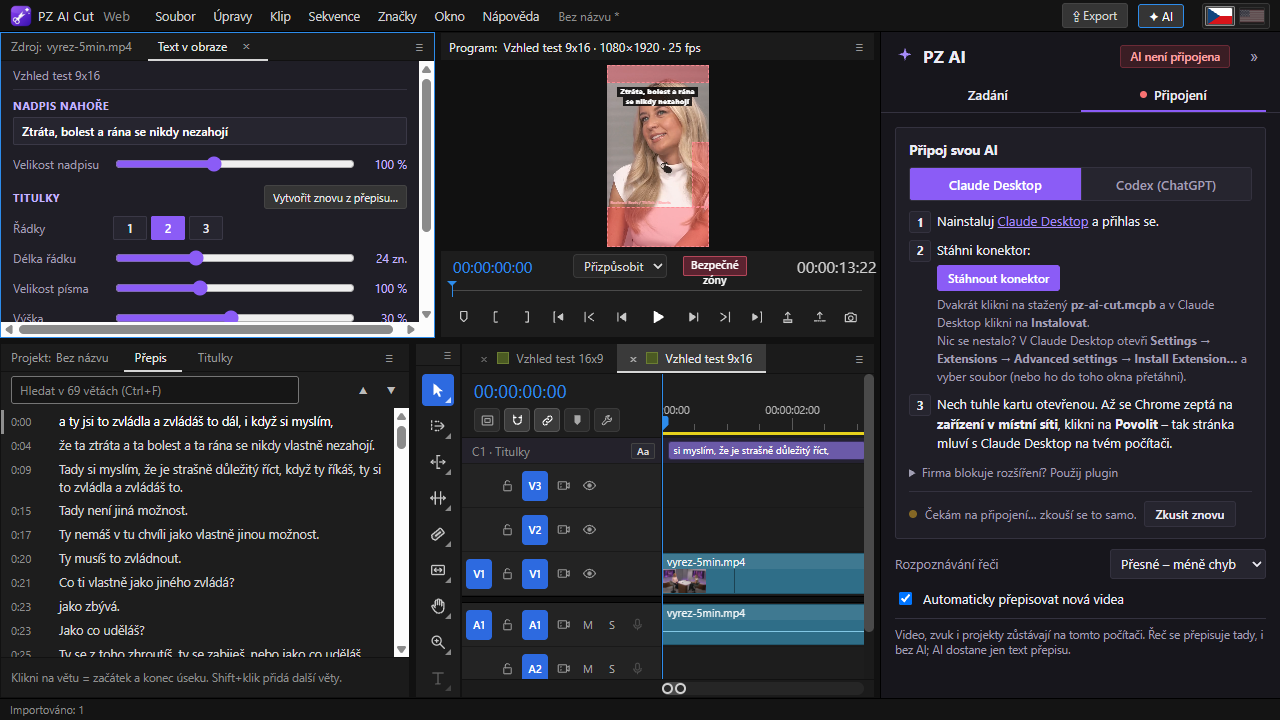 PZ AI Cut Web Soubor Úpravy Klip Sekvence Značky Okno Nápověda Bez názvu * Export AI
Zdroj: vyrez-5min.mp4 Text v obraze
Vzhled test 9x16
NADPIS NAHOŘE
Ztráta, bolest a rána se nikdy nezahojí
Velikost nadpisu 100 %
TITULKY Vytvořit znovu z přepisu...
Řádky 1 2 3
Délka řádku 24 zn.
Velikost písma 100 %
Výška 30 %
Program: Vzhled test 9x16 · 1080×1920 · 25 fps
Ztráta, bolest a rána
se nikdy nezahojí
00:00:00:00 Přizpůsobit Bezpečné zóny 00:00:13:22
Projekt: Bez názvu Přepis Titulky
Hledat v 69 větách (Ctrl+F)
0:00 a ty jsi to zvládla a zvládáš to dál, i když si myslím,
0:04 že ta ztráta a ta bolest a ta rána se nikdy vlastně nezahojí.
0:09 Tady si myslím, že je strašně důležitý říct, když ty říkáš, ty si
to zvládla a zvládáš to.
0:15 Tady není jiná možnost.
0:17 Ty nemáš v tu chvíli jako vlastně jinou možnost.
0:20 Ty musíš to zvládnout.
0:21 Co ti vlastně jako jiného zvládá?
0:23 jako zbývá.
0:23 Jako co uděláš?
0:25 Ty se z toho zhroutíš, ty se zabiješ, nebo jako co uděláš
Klikni na větu = začátek a konec úseku. Shift+klik přidá další věty.
Importováno: 1
Vzhled test 16x9 Vzhled test 9x16
00:00:00:00
00:00 00:00:02:00
C1 · Titulky Aa si myslím, že je strašně důležitý říct,
V3
V2
V1 V1 vyrez-5min.mp4
A1 A1 M S vyrez-5min.mp4
A2 M S
PZ AI AI není připojena »
Zadání Připojení
Připoj svou AI
Claude Desktop Codex (ChatGPT)
1 Nainstaluj Claude Desktop a přihlas se.
2 Stáhni konektor:
Stáhnout konektor
Dvakrát klikni na stažený pz-ai-cut.mcpb a v Claude
Desktop klikni na Instalovat.
Nic se nestalo? V Claude Desktop otevři Settings →
Extensions → Advanced settings → Install Extension... a
vyber soubor (nebo ho do toho okna přetáhni).
3 Nech tuhle kartu otevřenou. Až se Chrome zeptá na
zařízení v místní síti, klikni na Povolit – tak stránka
mluví s Claude Desktop na tvém počítači.
Firma blokuje rozšíření? Použij plugin
Čekám na připojení... zkouší se to samo. Zkusit znovu
Rozpoznávání řeči Přesné – méně chyb
Automaticky přepisovat nová videa
Video, zvuk i projekty zůstávají na tomto počítači. Řeč se přepisuje tady, i
bez AI; AI dostane jen text přepisu.